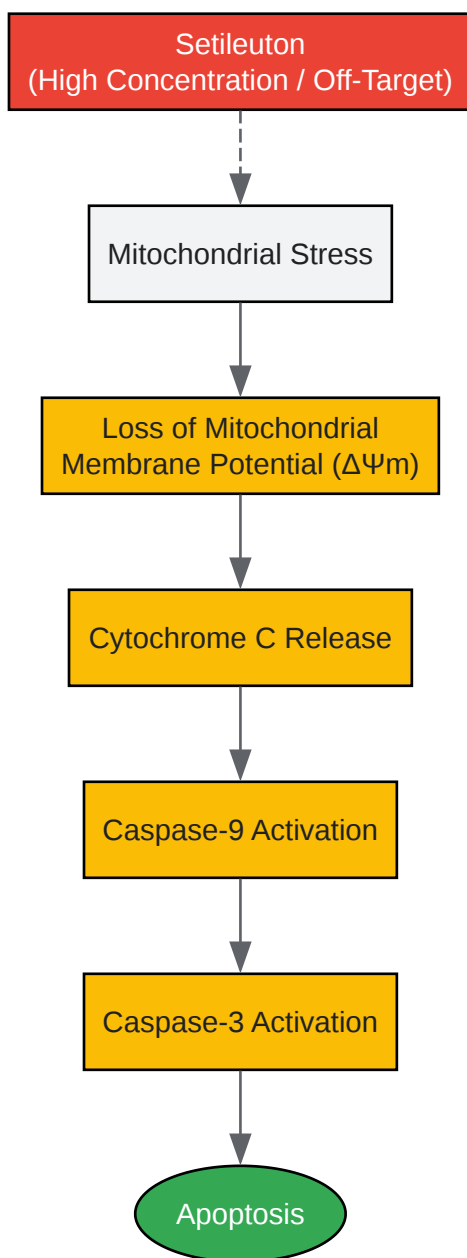 Setileuton
(High Concentration / Off-Target)
Mitochondrial Stress
Loss of Mitochondrial
Membrane Potential (ΔΨm)
Cytochrome C Release
Caspase-9 Activation
Caspase-3 Activation
Apoptosis